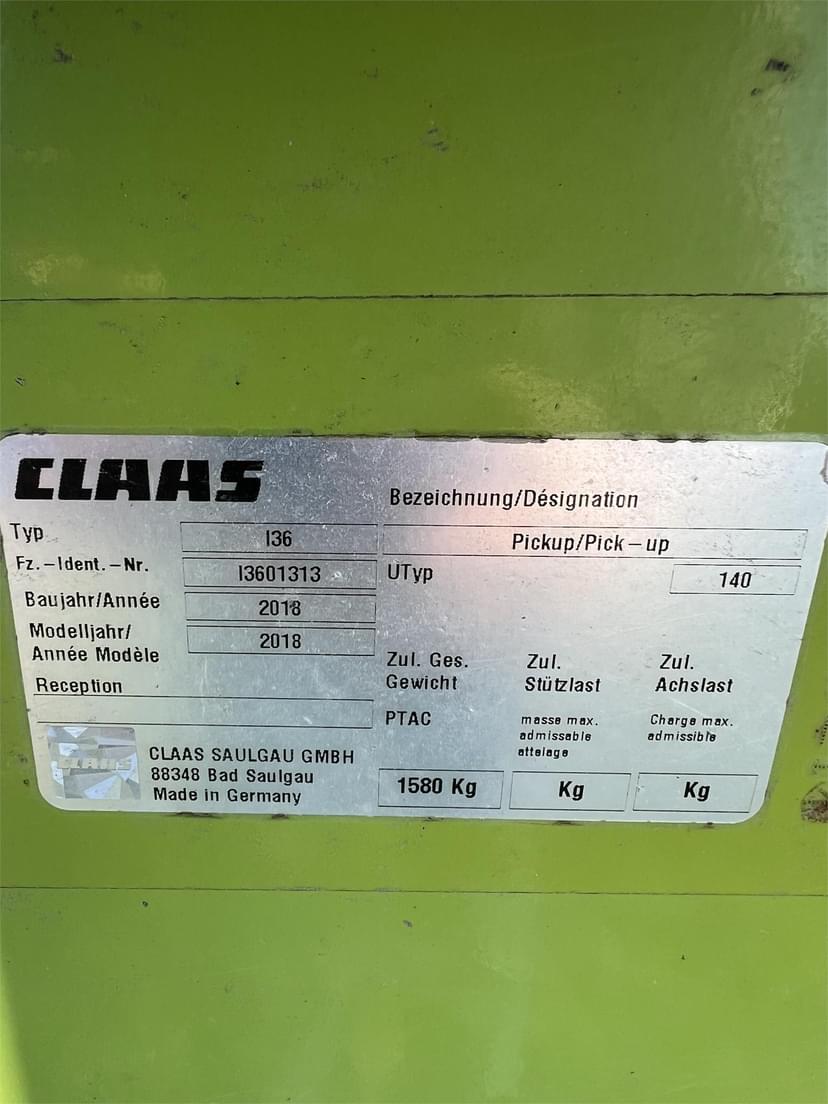 CLAAS
Bezeichnung/Désignation
Typ I36 Pickup/Pick-up
Fz.-Ident.-Nr. I3601313 UTyp 140
Baujahr/Année 2018
Modelljahr/
Année Modèle 2018
Reception
Zul. Ges.
Gewicht
PTAC
1580 Kg
Zul.
Stützlast
masse max.
admissable
attelage
Kg
Zul.
Achslast
Charge max.
admissible
Kg
CLAAS
CLAAS SAULGAU GMBH
88348 Bad Saulgau
Made in Germany